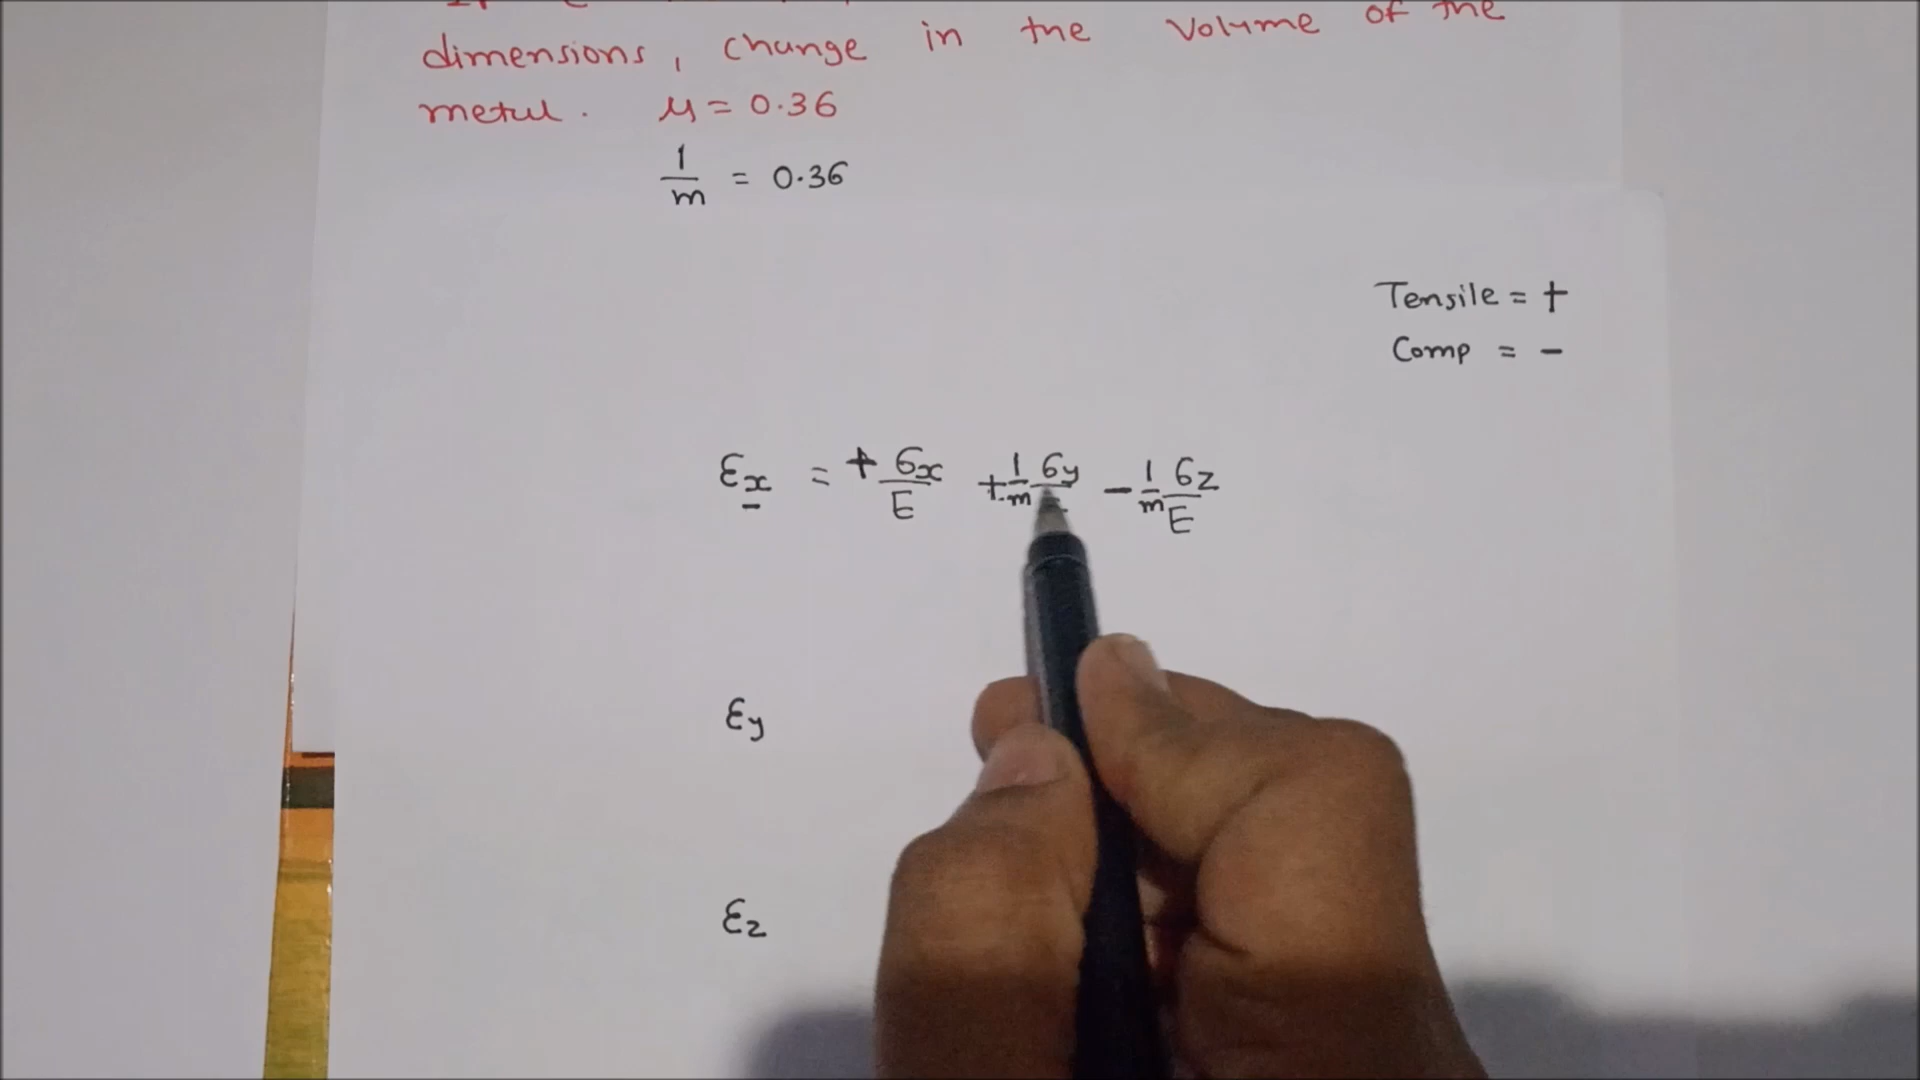 dimensions, change in the volume of the
metal. μ = 0.36
1/m = 0.36
Tensile = +
Comp = -
εx = + σx/E + 1/m σy/ - 1/m σz/E
εy
εz